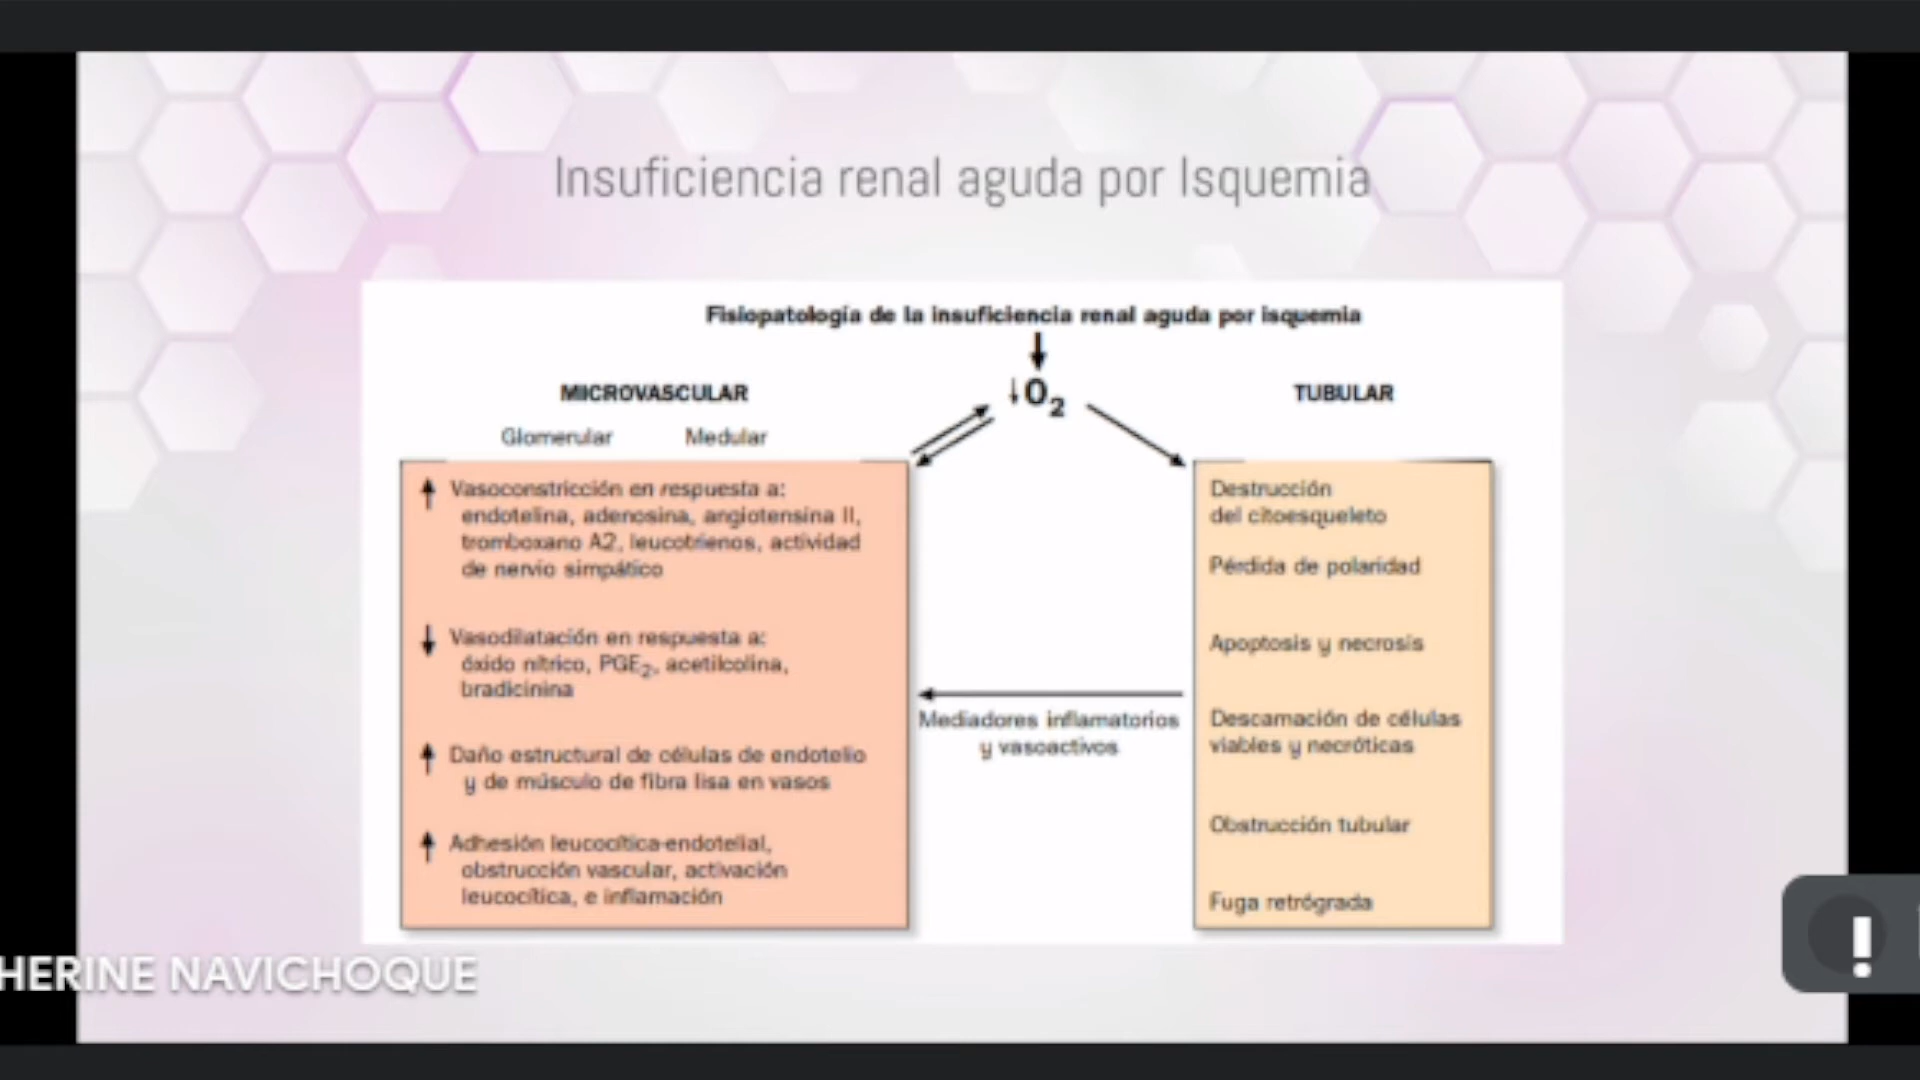 Insuficiencia renal aguda por Isquemia
Fisiopatología de la insuficiencia renal aguda por isquemia
MICROVASCULAR
↓O₂
TUBULAR
Glomerular Medular
↑ Vasoconstricción en respuesta a:
endotelina, adenosina, angiotensina II,
tromboxano A2, leucotrienos, actividad
de nervio simpático
↓ Vasodilatación en respuesta a:
óxido nítrico, PGE₂, acetilcolina,
bradicinina
↑ Daño estructural de células de endotelio
y de músculo de fibra lisa en vasos
↑ Adhesión leucocítica-endotelial,
obstrucción vascular, activación
leucocítica, e inflamación
Mediadores inflamatorios
y vasoactivos
Destrucción
del citoesqueleto
Pérdida de polaridad
Apoptosis y necrosis
Descamación de células
viables y necróticas
Obstrucción tubular
Fuga retrógrada
HERINE NAVICHOQUE
!